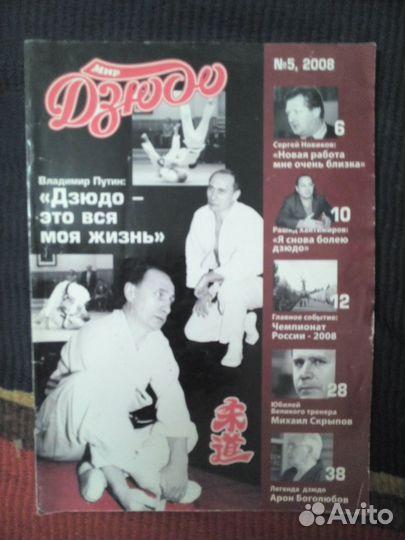 МИР
Дзюдо
№5, 2008
Владимир Путин:
«Дзюдо –
это вся
моя жизнь»
6
Сергей Новиков:
«Новая работа
мне очень близка»
10
Рашид Хантимиров:
«Я снова болею
дзюдо»
12
Главное событие:
Чемпионат
России - 2008
28
Юбилей
Великого тренера
Михаил Скрыпов
38
Легенда дзюдо
Арон Боголюбов
柔道
Avito